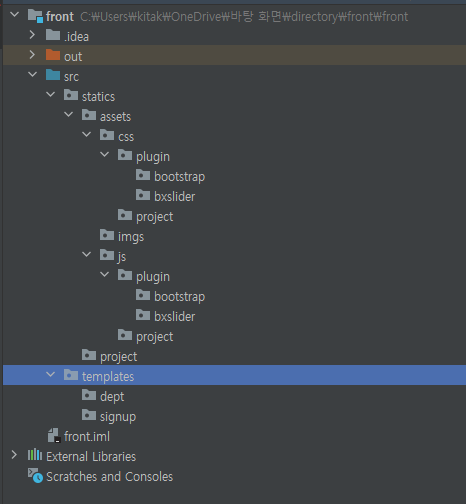 front C:₩Users₩kitak₩OneDrive₩바탕 화면₩directory₩front₩front
.idea
out
src
statics
assets
css
plugin
bootstrap
bxslider
project
imgs
js
plugin
bootstrap
bxslider
project
project
templates
dept
signup
front.iml
External Libraries
Scratches and Consoles